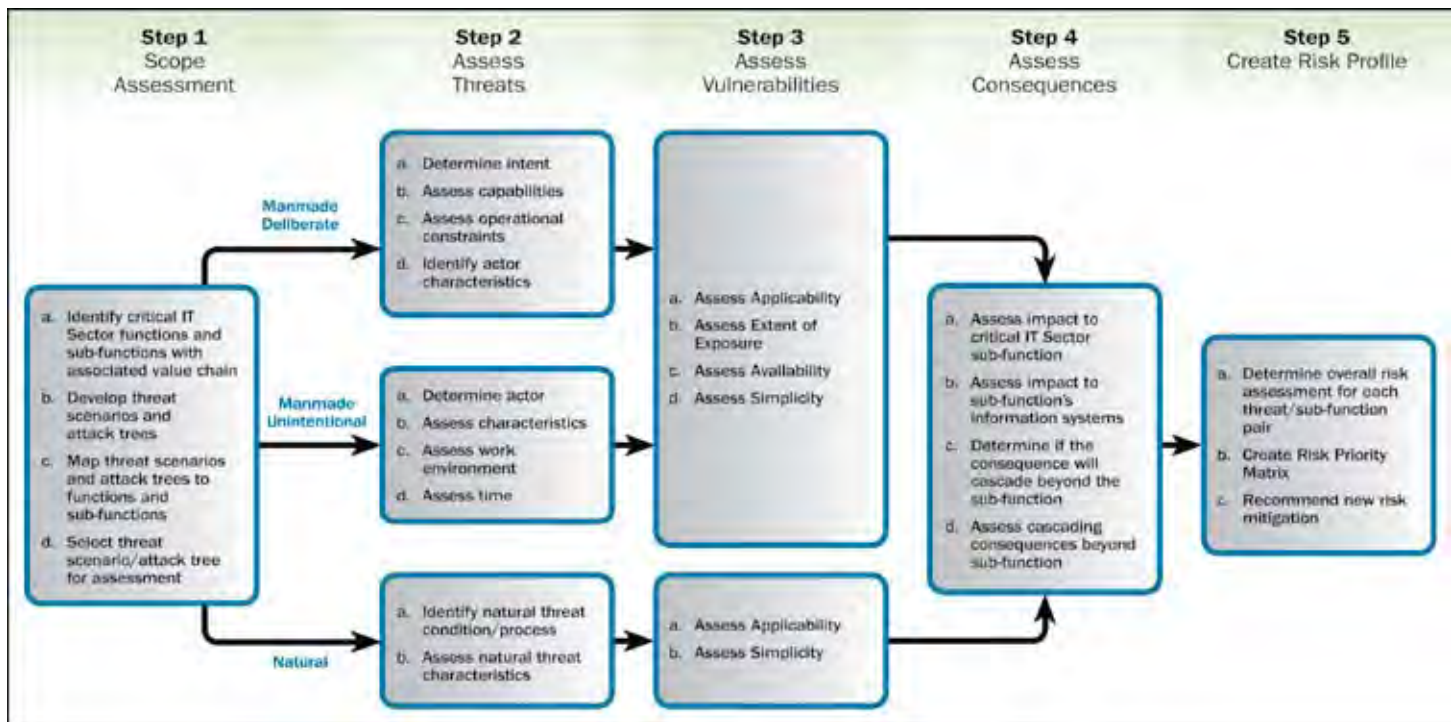 Step 1
Scope
Assessment
Step 2
Assess
Threats
Step 3
Assess
Vulnerabilities
Step 4
Assess
Consequences
Step 5
Create Risk Profile
a. Identify critical IT
Sector functions and
sub-functions with
associated value chain
b. Develop threat
scenarios and
attack trees
c. Map threat scenarios
and attack trees to
functions and
sub-functions
d. Select threat
scenario/attack tree
for assessment
Manmade
Deliberate
Manmade
Unintentional
Natural
a. Determine intent
b. Assess capabilities
c. Assess operational
constraints
d. Identify actor
characteristics
a. Determine actor
b. Assess characteristics
c. Assess work
environment
d. Assess time
a. Identify natural threat
condition/process
b. Assess natural threat
characteristics
a. Assess Applicability
b. Assess Extent of
Exposure
c. Assess Availability
d. Assess Simplicity
a. Assess Applicability
b. Assess Simplicity
a. Assess impact to
critical IT Sector
sub-function
b. Assess impact to
sub-function's
information systems
c. Determine if the
consequence will
cascade beyond the
sub-function
d. Assess cascading
consequences beyond
sub-function
a. Determine overall risk
assessment for each
threat/sub-function
pair
b. Create Risk Priority
Matrix
c. Recommend new risk
mitigation